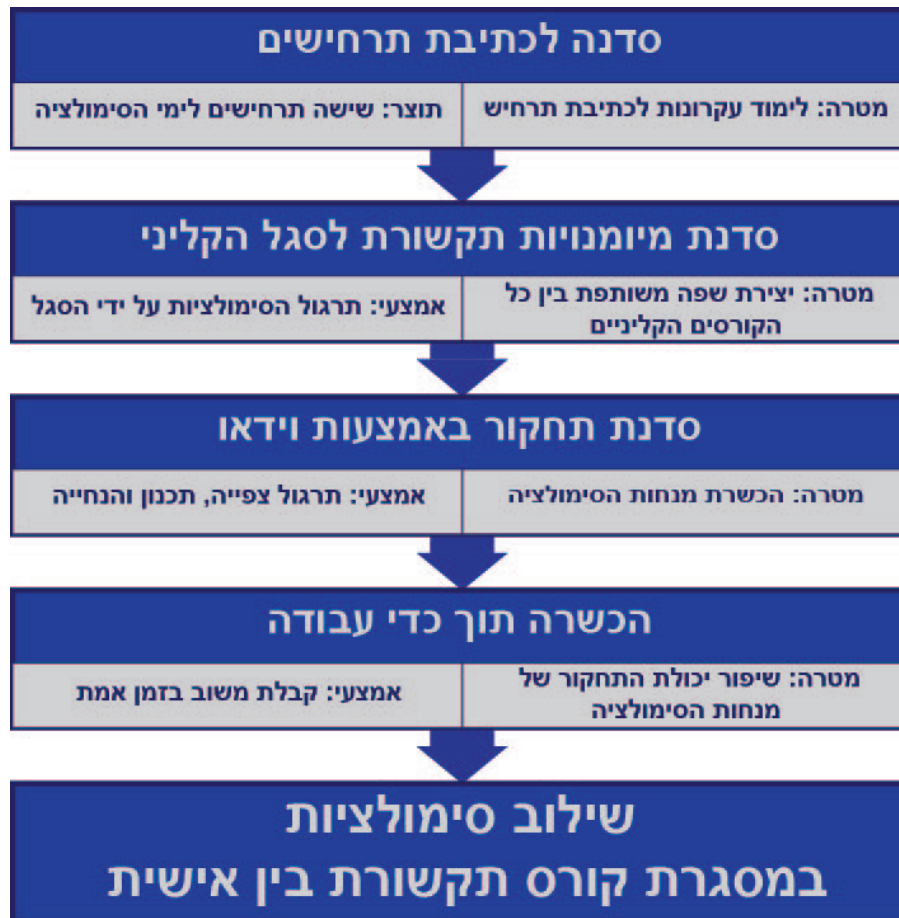 סדנה לכתיבת תרחישים
מטרה: לימוד עקרונות לכתיבת תרחיש
תוצר: שישה תרחישים לימי הסימולציה
סדנת מיומנויות תקשורת לסגל הקליני
מטרה: יצירת שפה משותפת בין כל
הקורסים הקליניים
אמצעי: תרגול הסימולציות על ידי הסגל
סדנת תחקור באמצעות וידאו
מטרה: הכשרת מנחות הסימולציה
אמצעי: תרגול צפייה, תכנון והנחייה
הכשרה תוך כדי עבודה
מטרה: שיפור יכולת התחקור של
מנחות הסימולציה
אמצעי: קבלת משוב בזמן אמת
שילוב סימולציות
במסגרת קורס תקשורת בין אישית